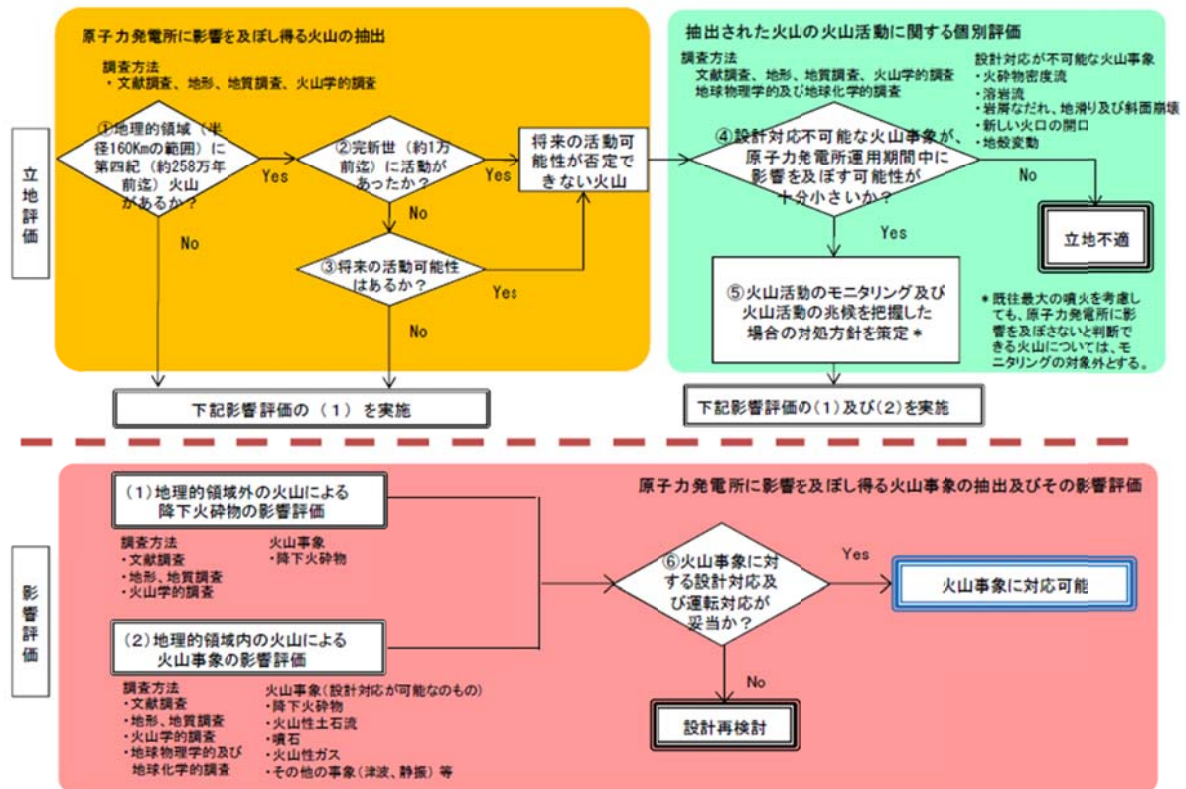 立地評価
原子力発電所に影響を及ぼし得る火山の抽出
調査方法
・文献調査、地形、地質調査、火山学的調査
①地理的領域(半
径160Kmの範囲)に
第四紀(約258万年
前迄)火山
があるか?
Yes
No
②完新世(約1万
前迄)に活動が
あったか?
Yes
No
将来の活動可
能性が否定で
きない火山
③将来の活動可能性
はあるか?
Yes
No
下記影響評価の(1)を実施
抽出された火山の火山活動に関する個別評価
調査方法
文献調査、地形、地質調査、火山学的調査
地球物理学的及び地球化学的調査
設計対応が不可能な火山事象
・火砕物密度流
・溶岩流
・岩屑なだれ、地滑り及び斜面崩壊
・新しい火口の開口
・地殻変動
④設計対応不可能な火山事象が、
原子力発電所運用期間中に
影響を及ぼす可能性が
十分小さいか?
No
Yes
立地不適
⑤火山活動のモニタリング及び
火山活動の兆候を把握した
場合の対処方針を策定*
*既往最大の噴火を考慮し
ても、原子力発電所に影
響を及ぼさないと判断で
きる火山については、モ
ニタリングの対象外とする。
下記影響評価の(1)及び(2)を実施
影響評価
原子力発電所に影響を及ぼし得る火山事象の抽出及びその影響評価
(1)地理的領域外の火山による
降下火砕物の影響評価
調査方法
・文献調査
・地形、地質調査
・火山学的調査
火山事象
・降下火砕物
(2)地理的領域内の火山による
火山事象の影響評価
調査方法
・文献調査
・地形、地質調査
・火山学的調査
・地球物理学的及び
地球化学的調査
火山事象(設計対応が可能なのもの)
・降下火砕物
・火山性土石流
・噴石
・火山性ガス
・その他の事象(津波、静振)等
⑥火山事象に対
する設計対応及
び運転対応が
妥当か?
Yes
No
火山事象に対応可能
設計再検討